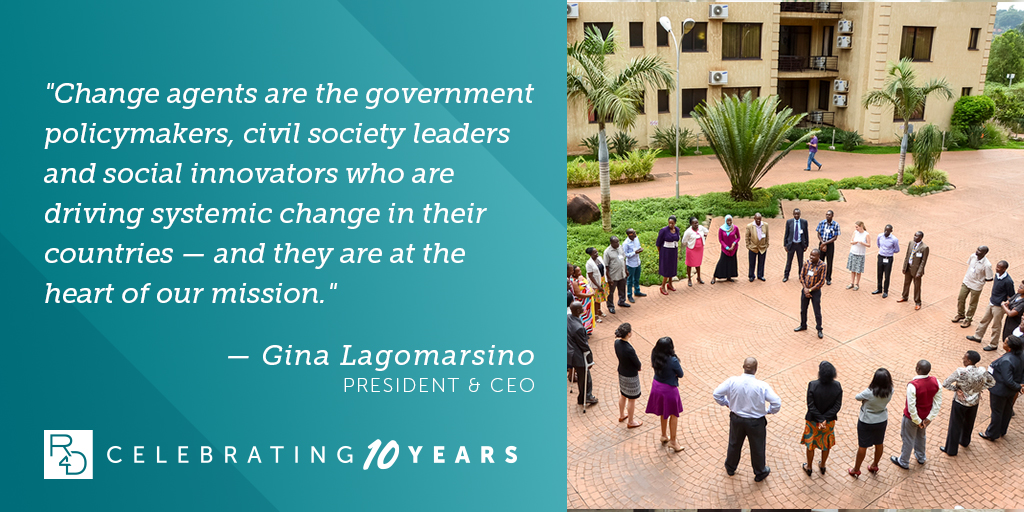 "Change agents are the government
policymakers, civil society leaders
and social innovators who are
driving systemic change in their
countries — and they are at the
heart of our mission."
— Gina Lagomarsino
PRESIDENT & CEO
R4D CELEBRATING 10 YEARS